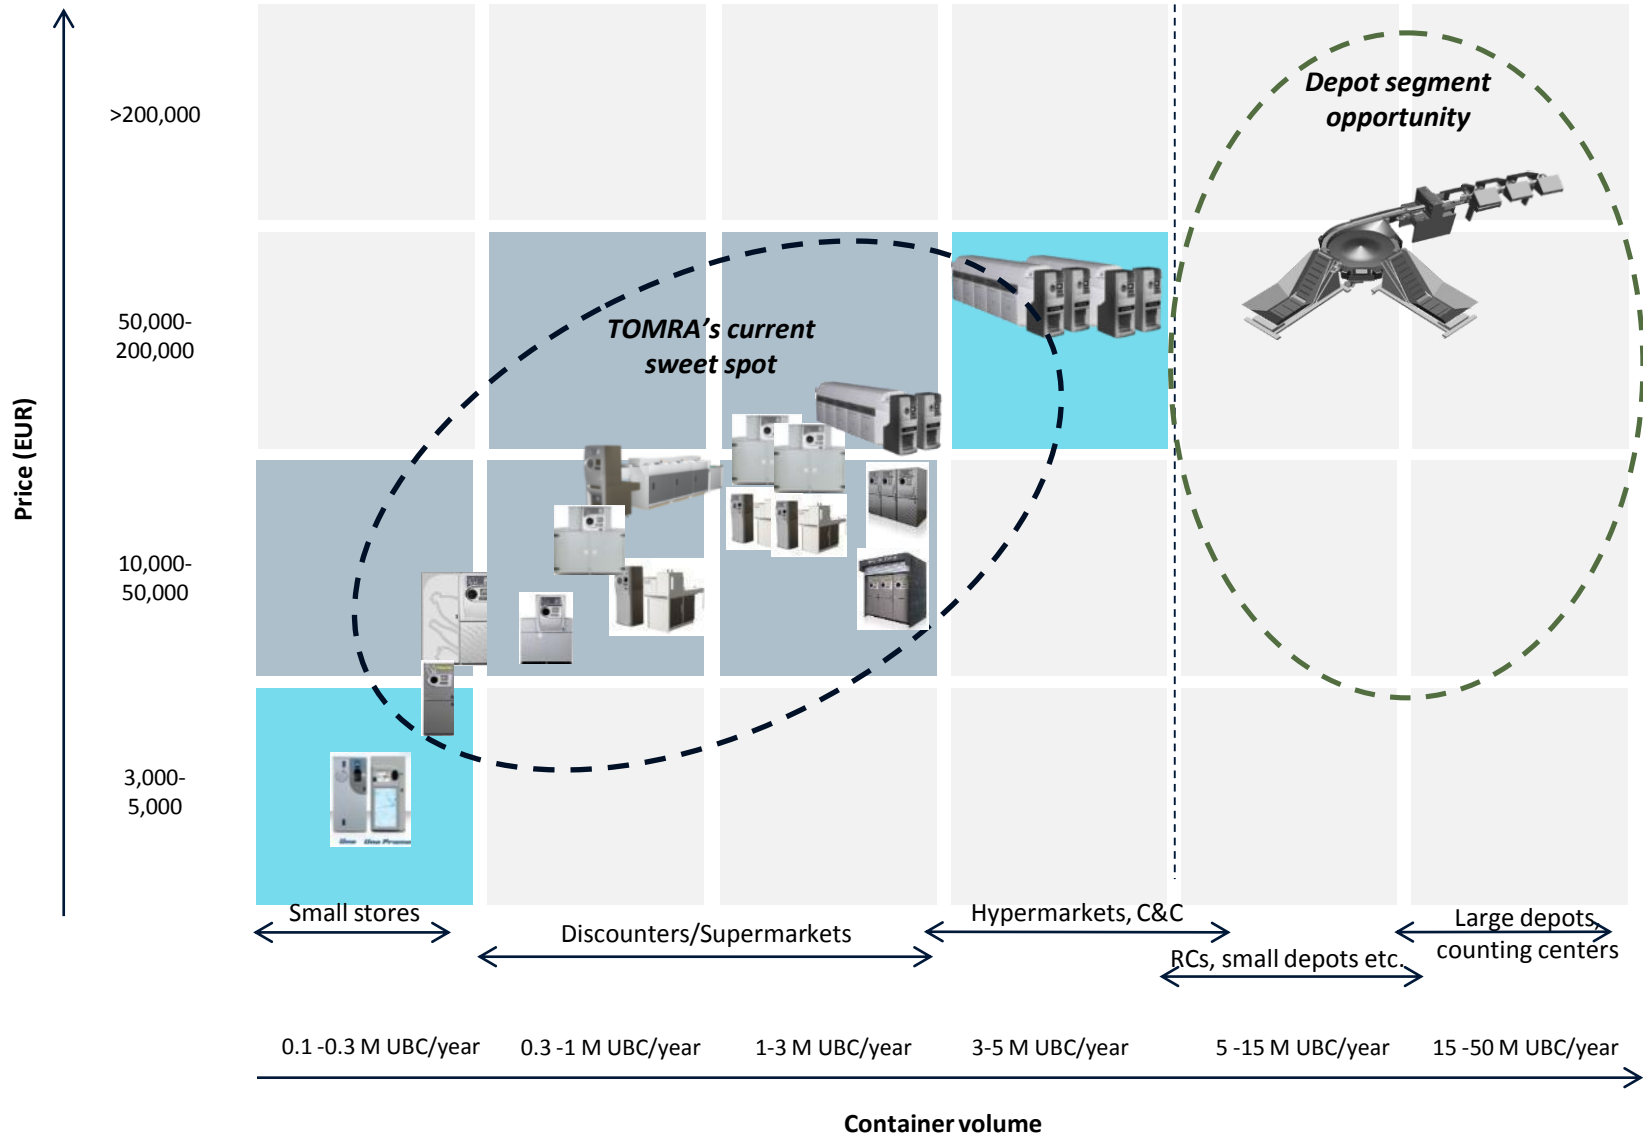 Depot segment
opportunity
>200,000
TOMRA's current
sweet spot
50,000-
200,000
Price (EUR)
10,000-
50,000
3,000-
5,000
Uno Uno Promo
Small stores
Discounters/Supermarkets
Hypermarkets, C&C
RCs, small depots etc.
Large depots,
counting centers
0.1 -0.3 M UBC/year
0.3 -1 M UBC/year
1-3 M UBC/year
3-5 M UBC/year
5 -15 M UBC/year
15 -50 M UBC/year
Container volume